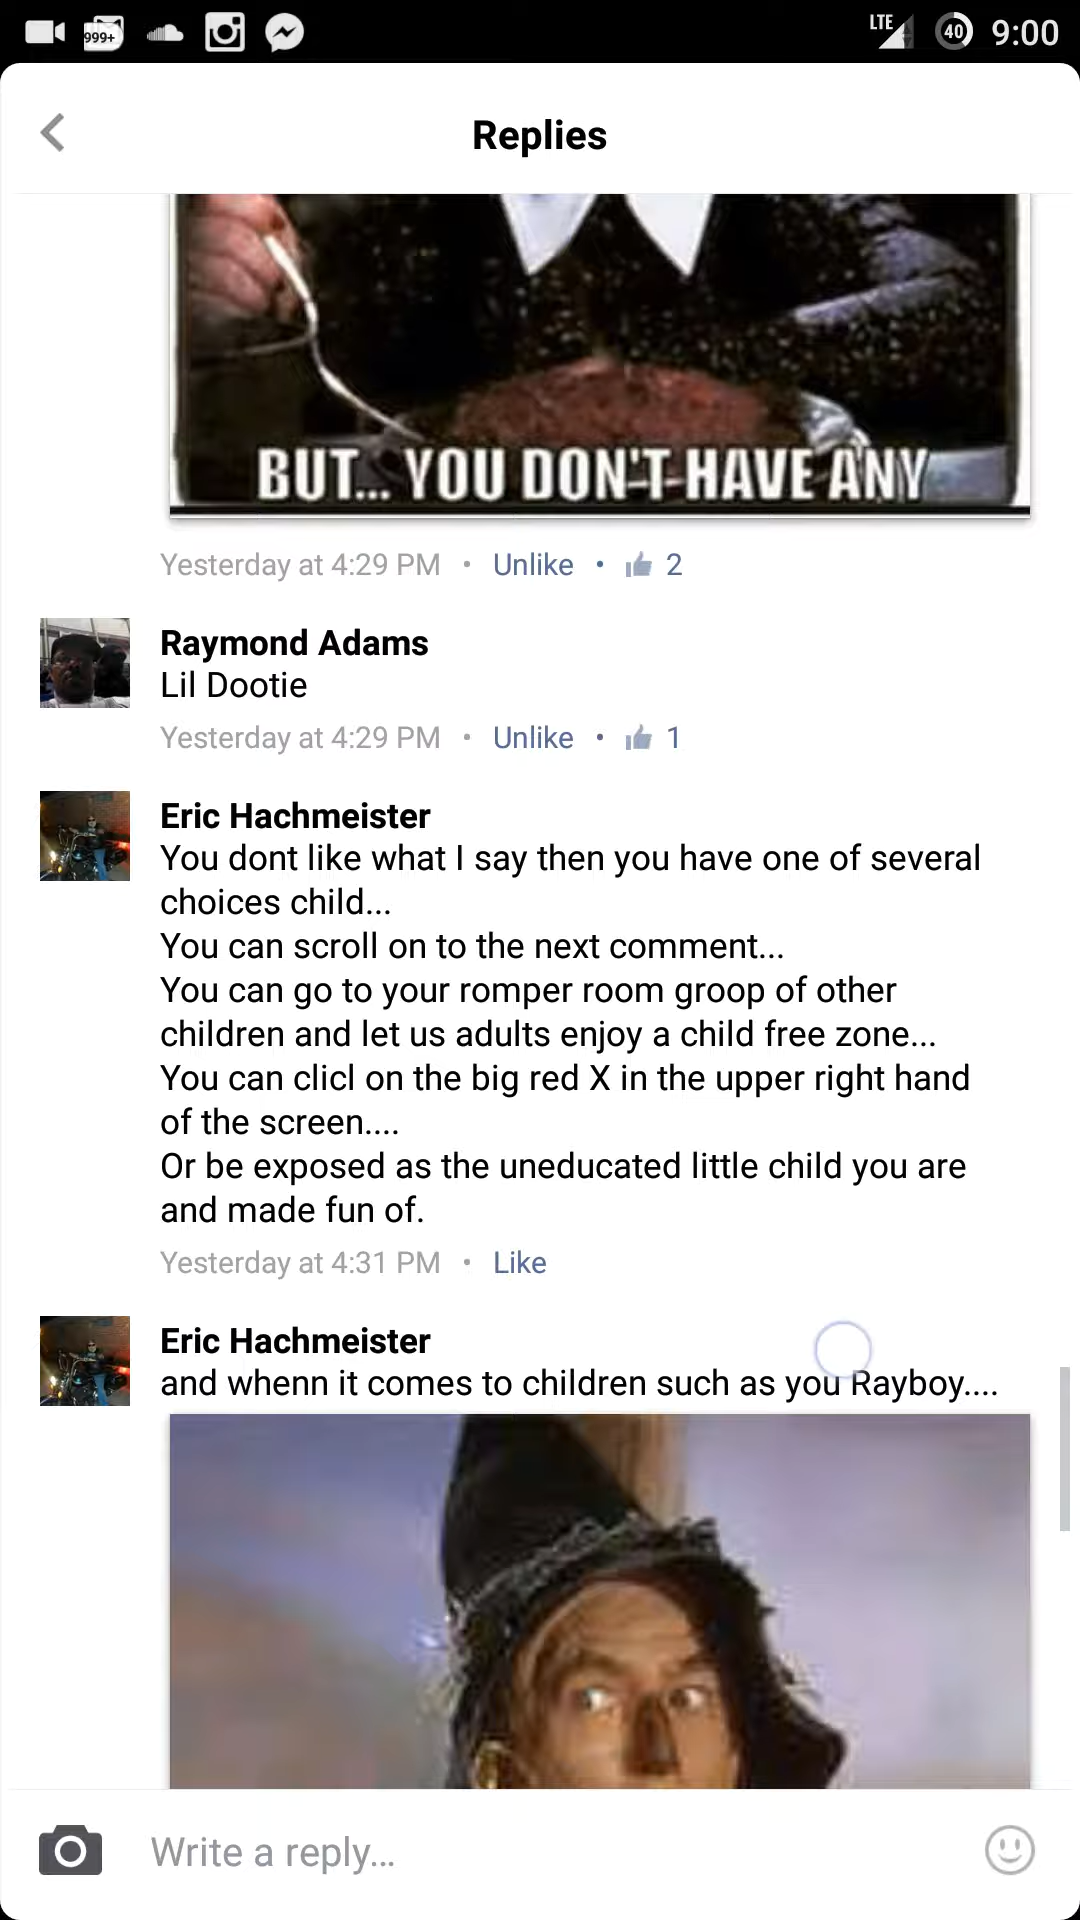 999+
LTE
40
9:00
Replies
BUT... YOU DON'T HAVE ANY
Yesterday at 4:29 PM • Unlike • 2
Raymond Adams
Lil Dootie
Yesterday at 4:29 PM • Unlike • 1
Eric Hachmeister
You dont like what I say then you have one of several
choices child...
You can scroll on to the next comment...
You can go to your romper room groop of other
children and let us adults enjoy a child free zone...
You can clicl on the big red X in the upper right hand
of the screen....
Or be exposed as the uneducated little child you are
and made fun of.
Yesterday at 4:31 PM • Like
Eric Hachmeister
and whenn it comes to children such as you Rayboy....
Write a reply...